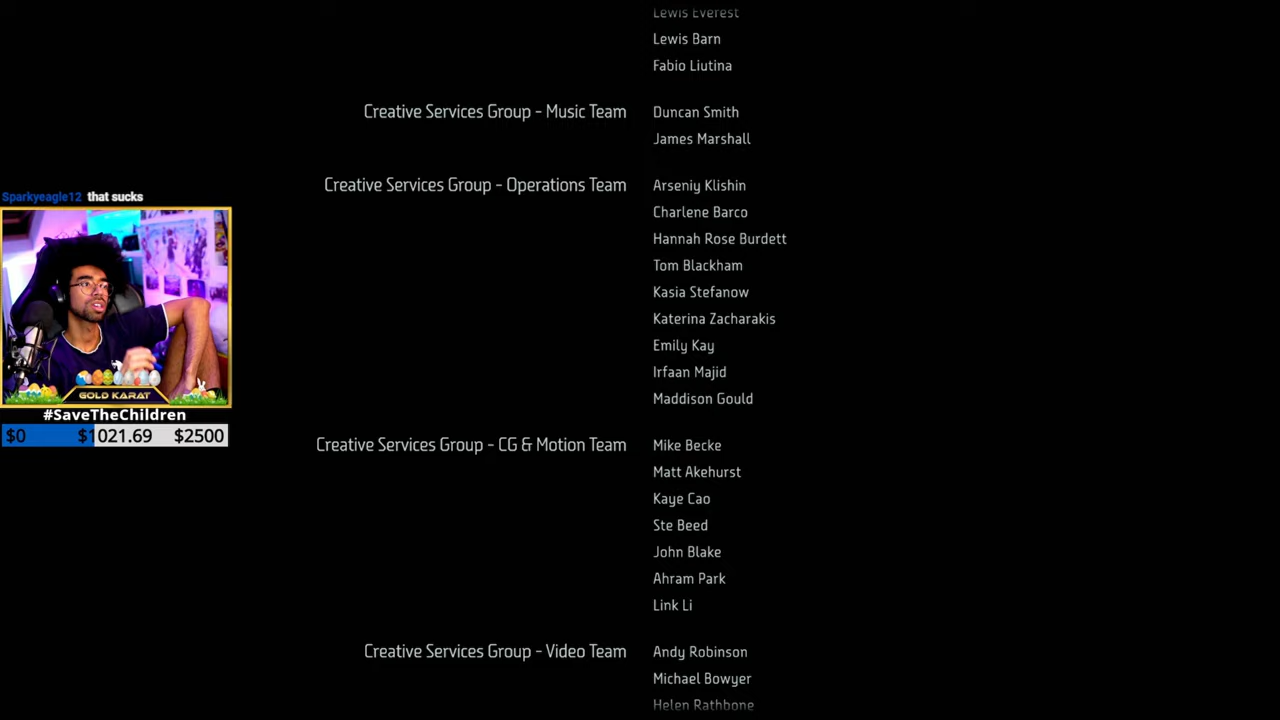 Lewis Everest
Lewis Barn
Fabio Liutina
Creative Services Group - Music Team Duncan Smith
James Marshall
Creative Services Group - Operations Team Arseniy Klishin
Charlene Barco
Hannah Rose Burdett
Tom Blackham
Kasia Stefanow
Katerina Zacharakis
Emily Kay
Irfaan Majid
Maddison Gould
Creative Services Group - CG & Motion Team Mike Becke
Matt Akehurst
Kaye Cao
Ste Beed
John Blake
Ahram Park
Link Li
Creative Services Group - Video Team Andy Robinson
Michael Bowyer
Helen Rathbone
Sparkyeagle12 that sucks
GOLD KARAT
#SaveTheChildren
$0 $1021.69 $2500